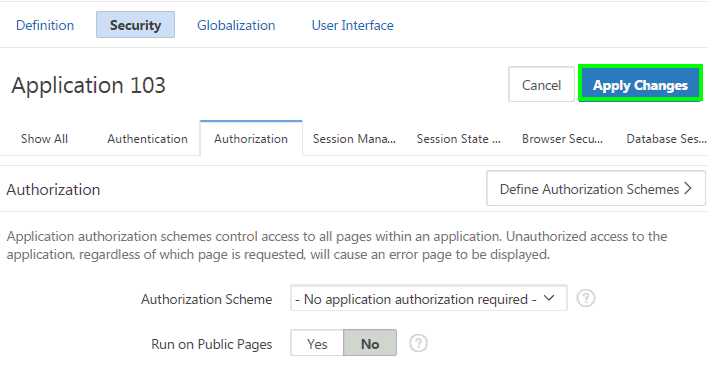 Definition Security Globalization User Interface
Application 103 Cancel Apply Changes
Show All Authentication Authorization Session Mana... Session State ... Browser Secu... Database Ses...
Authorization Define Authorization Schemes
Application authorization schemes control access to all pages within an application. Unauthorized access to the
application, regardless of which page is requested, will cause an error page to be displayed.
Authorization Scheme - No application authorization required - ?
Run on Public Pages Yes No ?